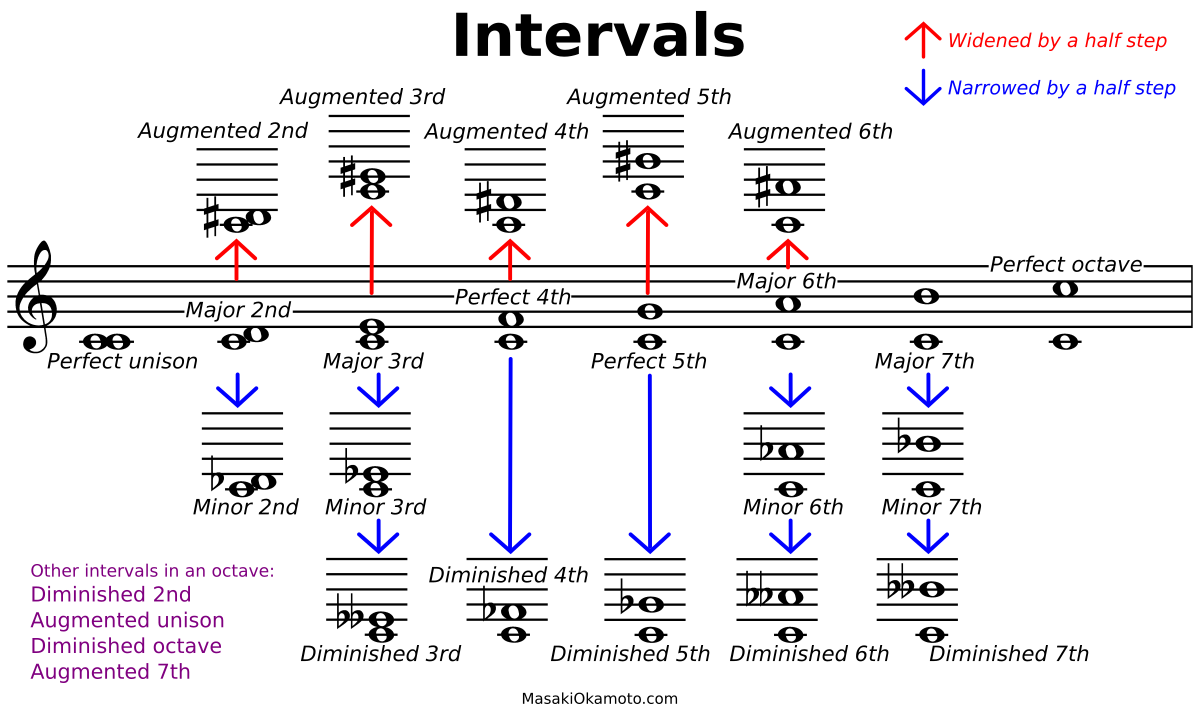 Intervals
Widened by a half step
Narrowed by a half step
Augmented 3rd
Augmented 5th
Augmented 2nd
Augmented 4th
Augmented 6th
Perfect octave
Major 6th
Perfect 4th
Major 2nd
Perfect unison
Major 3rd
Perfect 5th
Major 7th
Minor 2nd
Minor 3rd
Minor 6th
Minor 7th
Other intervals in an octave:
Diminished 2nd
Augmented unison
Diminished octave
Augmented 7th
Diminished 4th
Diminished 3rd
Diminished 5th
Diminished 6th
Diminished 7th
MasakiOkamoto.com